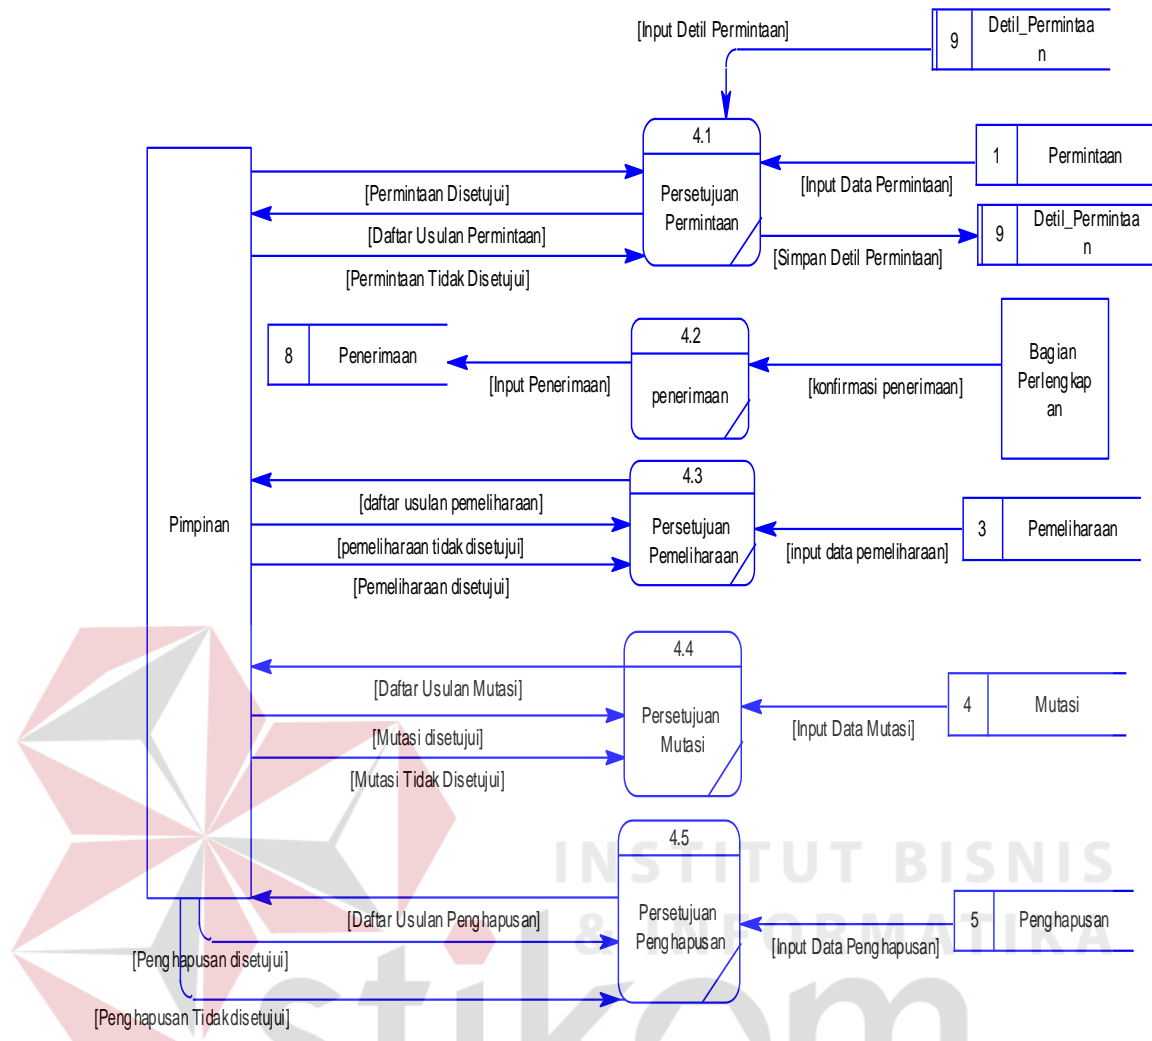 [Input Detil Permintaan]
9
Detil_Permintaa
n
4.1
Persetujuan
Permintaan
[Permintaan Disetujui]
[Daftar Usulan Permintaan]
[Permintaan Tidak Disetujui]
[Input Data Permintaan]
1
Permintaan
[Simpan Detil Permintaan]
9
Detil_Permintaa
n
8
Penerimaan
[Input Penerimaan]
4.2
penerimaan
[konfirmasi penerimaan]
Bagian
Perlengkap
an
Pimpinan
[daftar usulan pemeliharaan]
[pemeliharaan tidak disetujui]
[Pemeliharaan disetujui]
4.3
Persetujuan
Pemeliharaan
[input data pemeliharaan]
3
Pemeliharaan
[Daftar Usulan Mutasi]
[Mutasi disetujui]
[Mutasi Tidak Disetujui]
4.4
Persetujuan
Mutasi
[Input Data Mutasi]
4
Mutasi
[Daftar Usulan Penghapusan]
[Penghapusan disetujui]
[Penghapusan Tidakdisetujui]
4.5
Persetujuan
Penghapusan
[Input Data Penghapusan]
5
Penghapusan
INSTITUT BISNIS
& INFORMATIKA
stikom